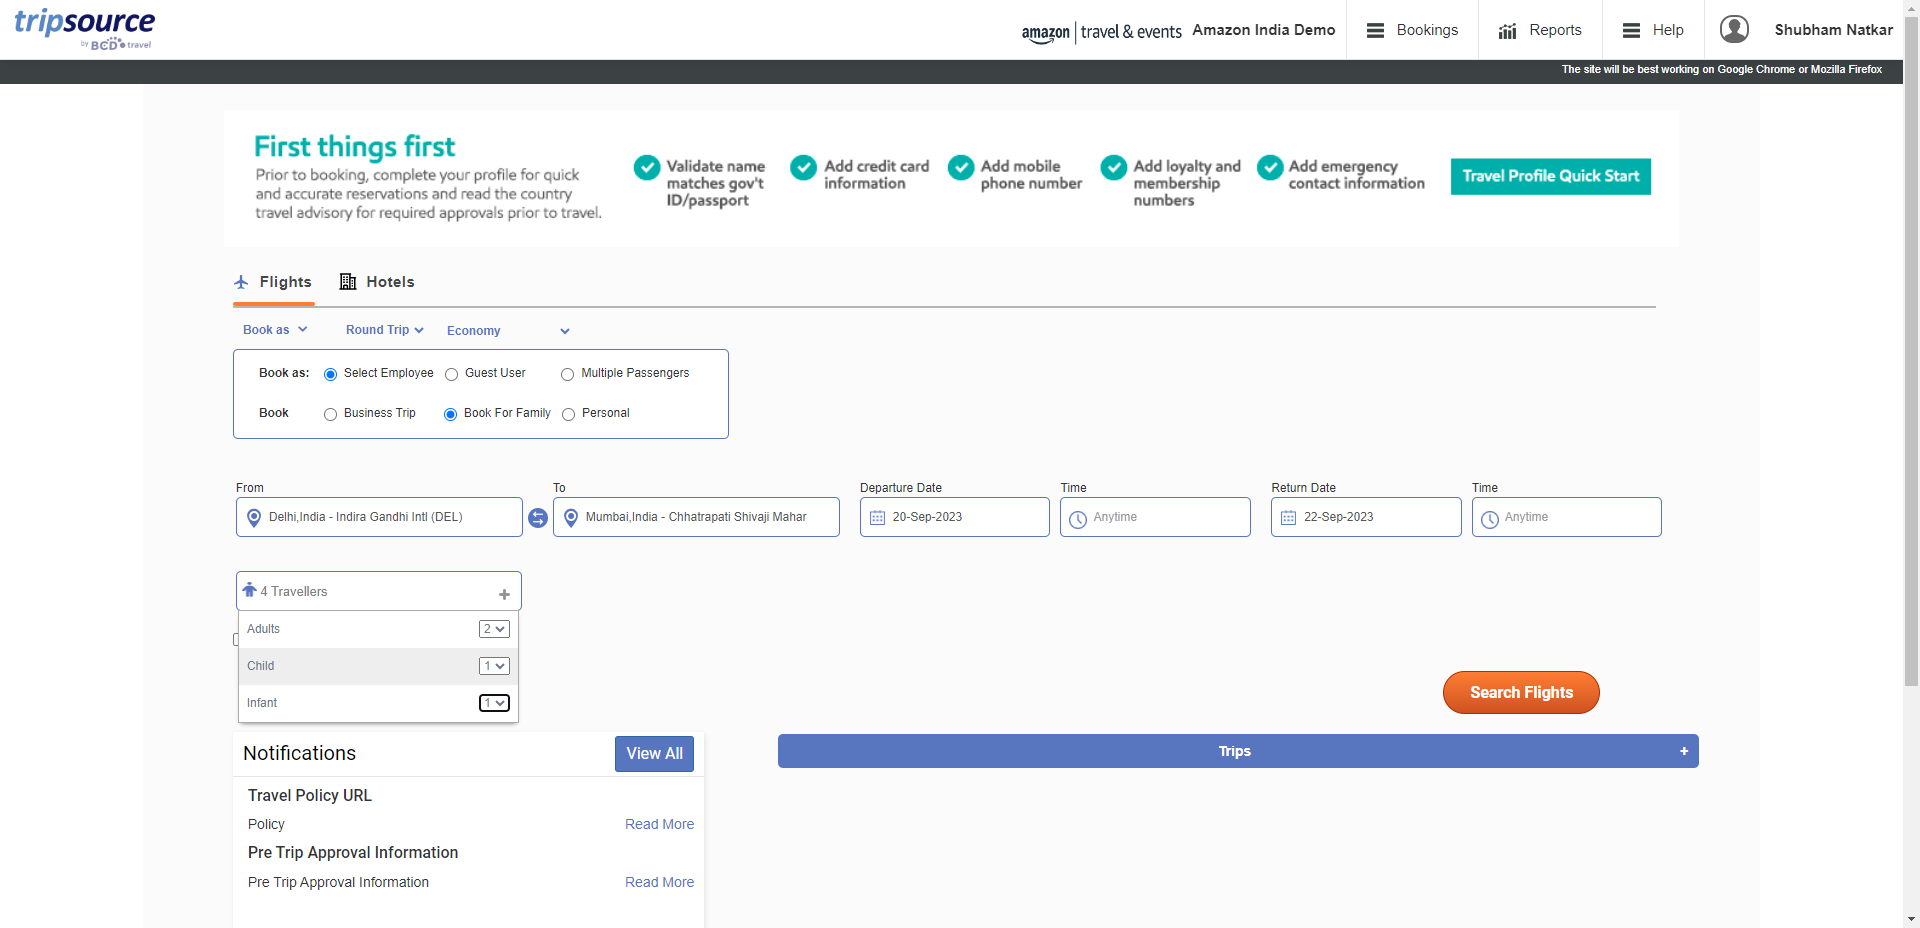 tripsource
by BCD travel
amazon | travel & events Amazon India Demo
Bookings
Reports
Help
Shubham Natkar
The site will be best working on Google Chrome or Mozilla Firefox
First things first
Prior to booking, complete your profile for quick
and accurate reservations and read the country
travel advisory for required approvals prior to travel.
Validate name
matches gov't
ID/passport
Add credit card
information
Add mobile
phone number
Add loyalty and
membership
numbers
Add emergency
contact information
Travel Profile Quick Start
Flights
Hotels
Book as
Round Trip
Economy
Book as: Select Employee Guest User Multiple Passengers
Book Business Trip Book For Family Personal
From
Delhi,India - Indira Gandhi Intl (DEL)
To
Mumbai,India - Chhatrapati Shivaji Mahar
Departure Date
20-Sep-2023
Time
Anytime
Return Date
22-Sep-2023
Time
Anytime
4 Travellers +
Adults 2
Child 1
Infant 1
Search Flights
Notifications
View All
Travel Policy URL
Policy Read More
Pre Trip Approval Information
Pre Trip Approval Information Read More
Trips +